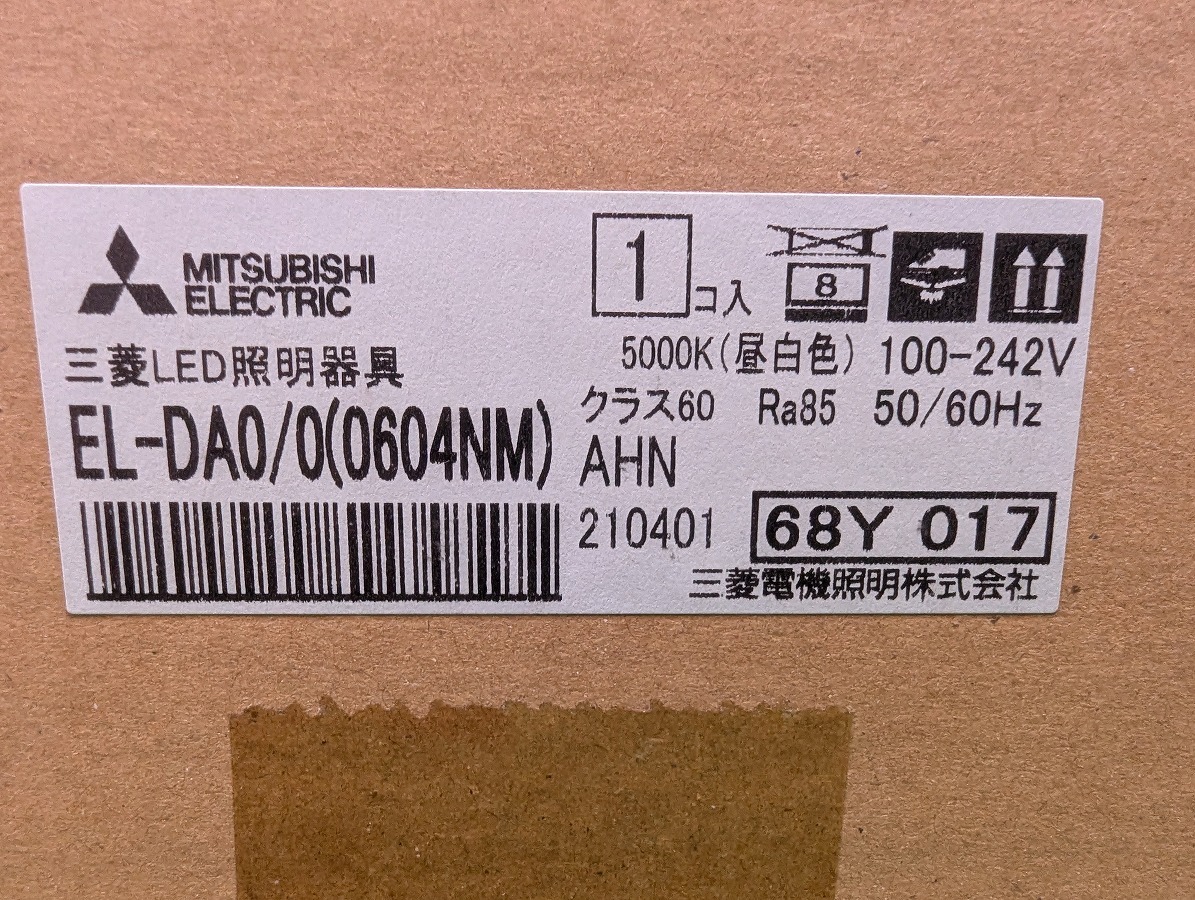 MITSUBISHI
ELECTRIC
1
コ入
8
三菱LED照明器具
5000K(昼白色) 100-242V
クラス60 Ra85 50/60Hz
EL-DA0/0(0604NM)
AHN
210401
68Y 017
三菱電機照明株式会社